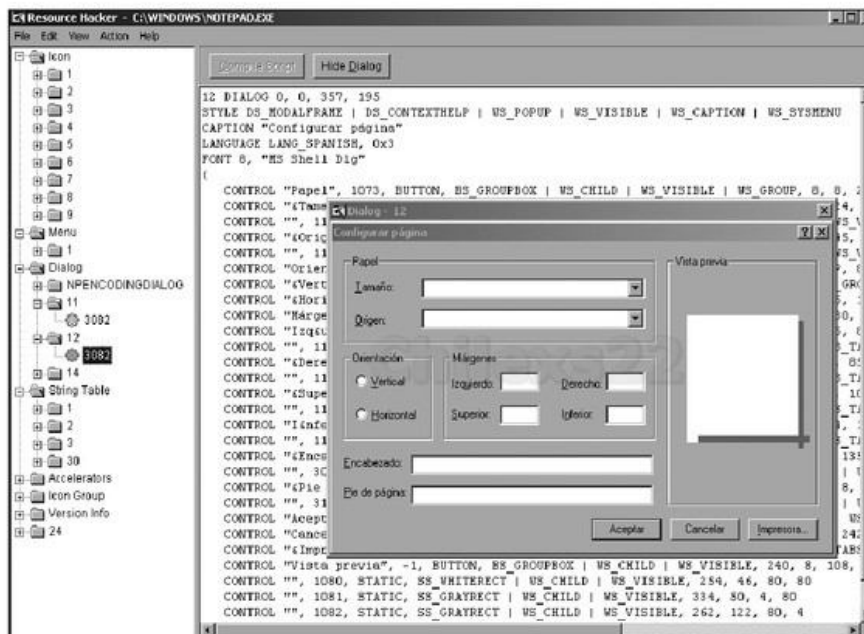 Resource Hacker - C:\WINDOWS\NOTEPAD.EXE
File Edit View Action Help
Icon
1
2
3
4
5
6
7
8
9
Menu
1
Dialog
NPENCODINGDIALOG
11
3082
12
3082
14
String Table
1
2
3
30
Accelerators
Icon Group
Version Info
24
Compile Script Hide Dialog
12 DIALOG 0, 0, 357, 195
STYLE DS_MODALFRAME | DS_CONTEXTHELP | WS_POPUP | WS_VISIBLE | WS_CAPTION | WS_SYSMENU
CAPTION "Configurar página"
LANGUAGE LANG_SPANISH, 0x3
FONT 8, "MS Shell Dlg"
{
CONTROL "Papel", 1073, BUTTON, BS_GROUPBOX | WS_CHILD | WS_VISIBLE | WS_GROUP, 8, 8,
CONTROL "&Tama
CONTROL "", 11
CONTROL "&Orig
CONTROL "", 11
CONTROL "Orien
CONTROL "&Vert
CONTROL "&Hori
CONTROL "Márge
CONTROL "Izq&u
CONTROL "", 11
CONTROL "&Dere
CONTROL "", 11
CONTROL "&Supe
CONTROL "", 11
CONTROL "I&nfe
CONTROL "", 11
CONTROL "&Enca
CONTROL "", 30
CONTROL "&Pie
CONTROL "", 31
CONTROL "Acept
CONTROL "Cance
CONTROL "&Impr
CONTROL "Vista previa", -1, BUTTON, BS_GROUPBOX | WS_CHILD | WS_VISIBLE, 240, 8, 108,
CONTROL "", 1080, STATIC, SS_WHITERECT | WS_CHILD | WS_VISIBLE, 254, 46, 80, 80
CONTROL "", 1081, STATIC, SS_GRAYRECT | WS_CHILD | WS_VISIBLE, 334, 50, 4, 80
CONTROL "", 1082, STATIC, SS_GRAYRECT | WS_CHILD | WS_VISIBLE, 262, 122, 80, 4
Dialog - 12
Configurar página
Papel
Tamaño:
Origen:
Orientación
Vertical
Horizontal
Márgenes
Izquierdo: Derecho:
Superior: Inferior:
Encabezado:
Pie de página:
Vista previa
Aceptar Cancelar Impresora...